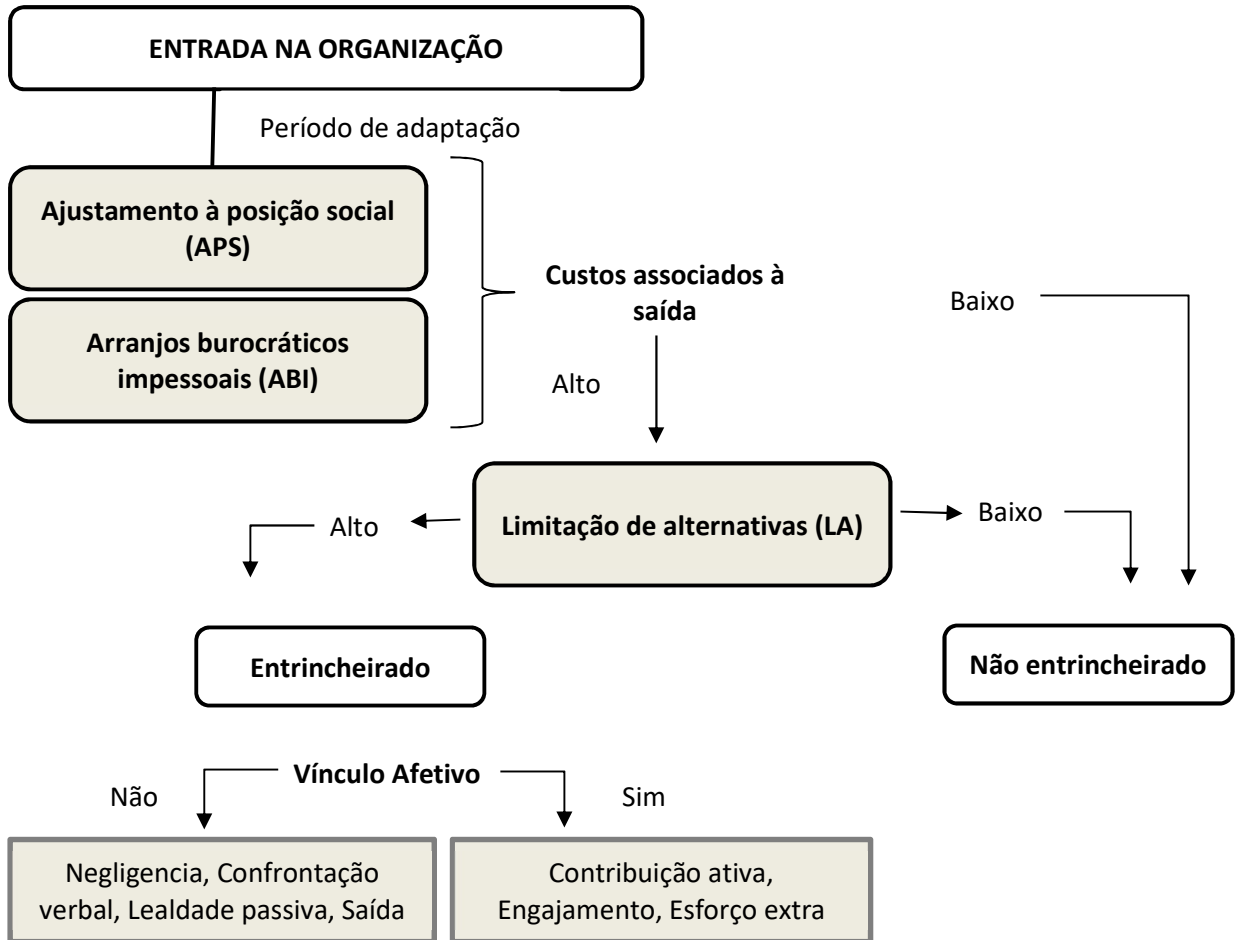 ENTRADA NA ORGANIZAÇÃO
Período de adaptação
Ajustamento à posição social
(APS)
Arranjos burocráticos
impessoais (ABI)
Custos associados à
saída
Baixo
Alto
Limitação de alternativas (LA)
Alto
Baixo
Entrincheirado
Não entrincheirado
Vínculo Afetivo
Não
Sim
Negligencia, Confrontação
verbal, Lealdade passiva, Saída
Contribuição ativa,
Engajamento, Esforço extra